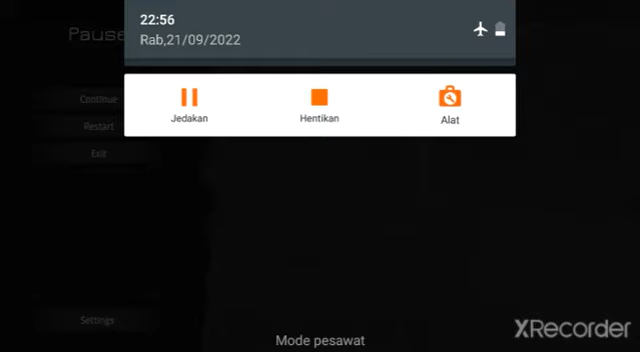 22:56
Rab,21/09/2022
Pause
Continue
Restart
Exit
Jedakan
Hentikan
Alat
Settings
XRecorder
Mode pesawat